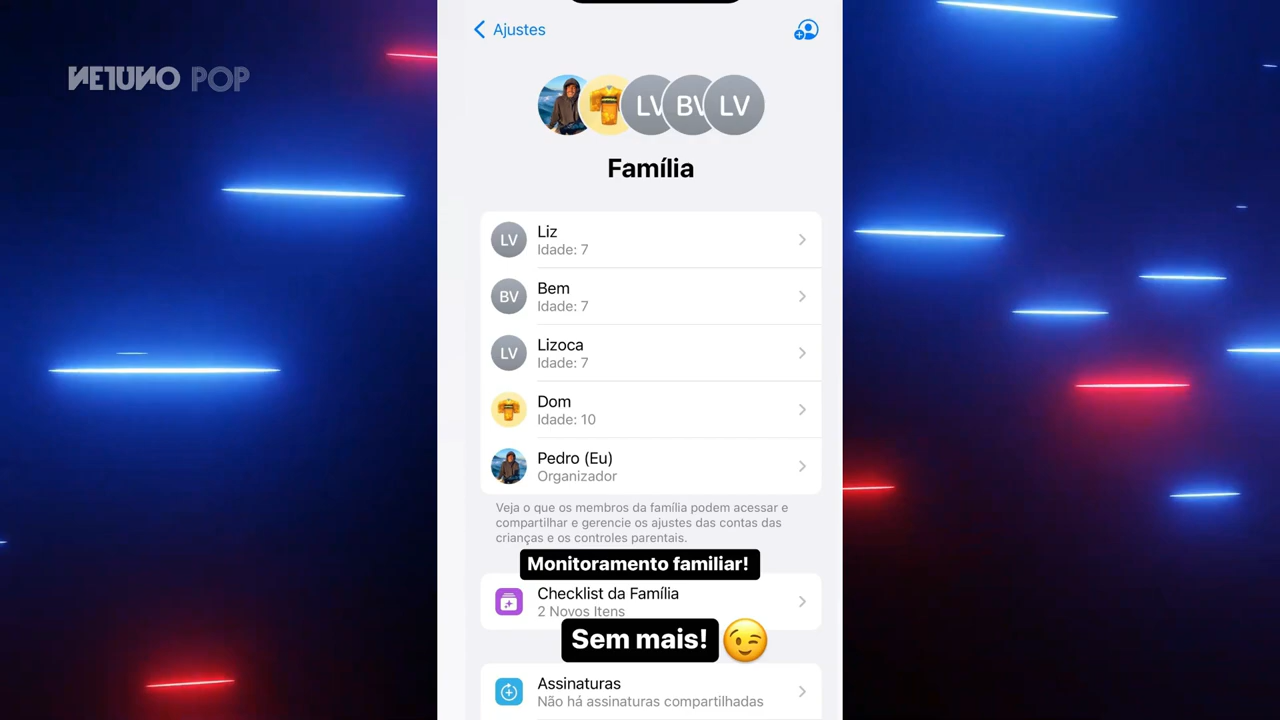 NETUNO POP
Ajustes
LV BV LV
Família
LV
Liz
Idade: 7
BV
Bem
Idade: 7
LV
Lizoca
Idade: 7
Dom
Idade: 10
Pedro (Eu)
Organizador
Veja o que os membros da família podem acessar e
compartilhar e gerencie os ajustes das contas das
crianças e os controles parentais.
Monitoramento familiar!
Checklist da Família
2 Novos Itens
Sem mais! 😉
Assinaturas
Não há assinaturas compartilhadas